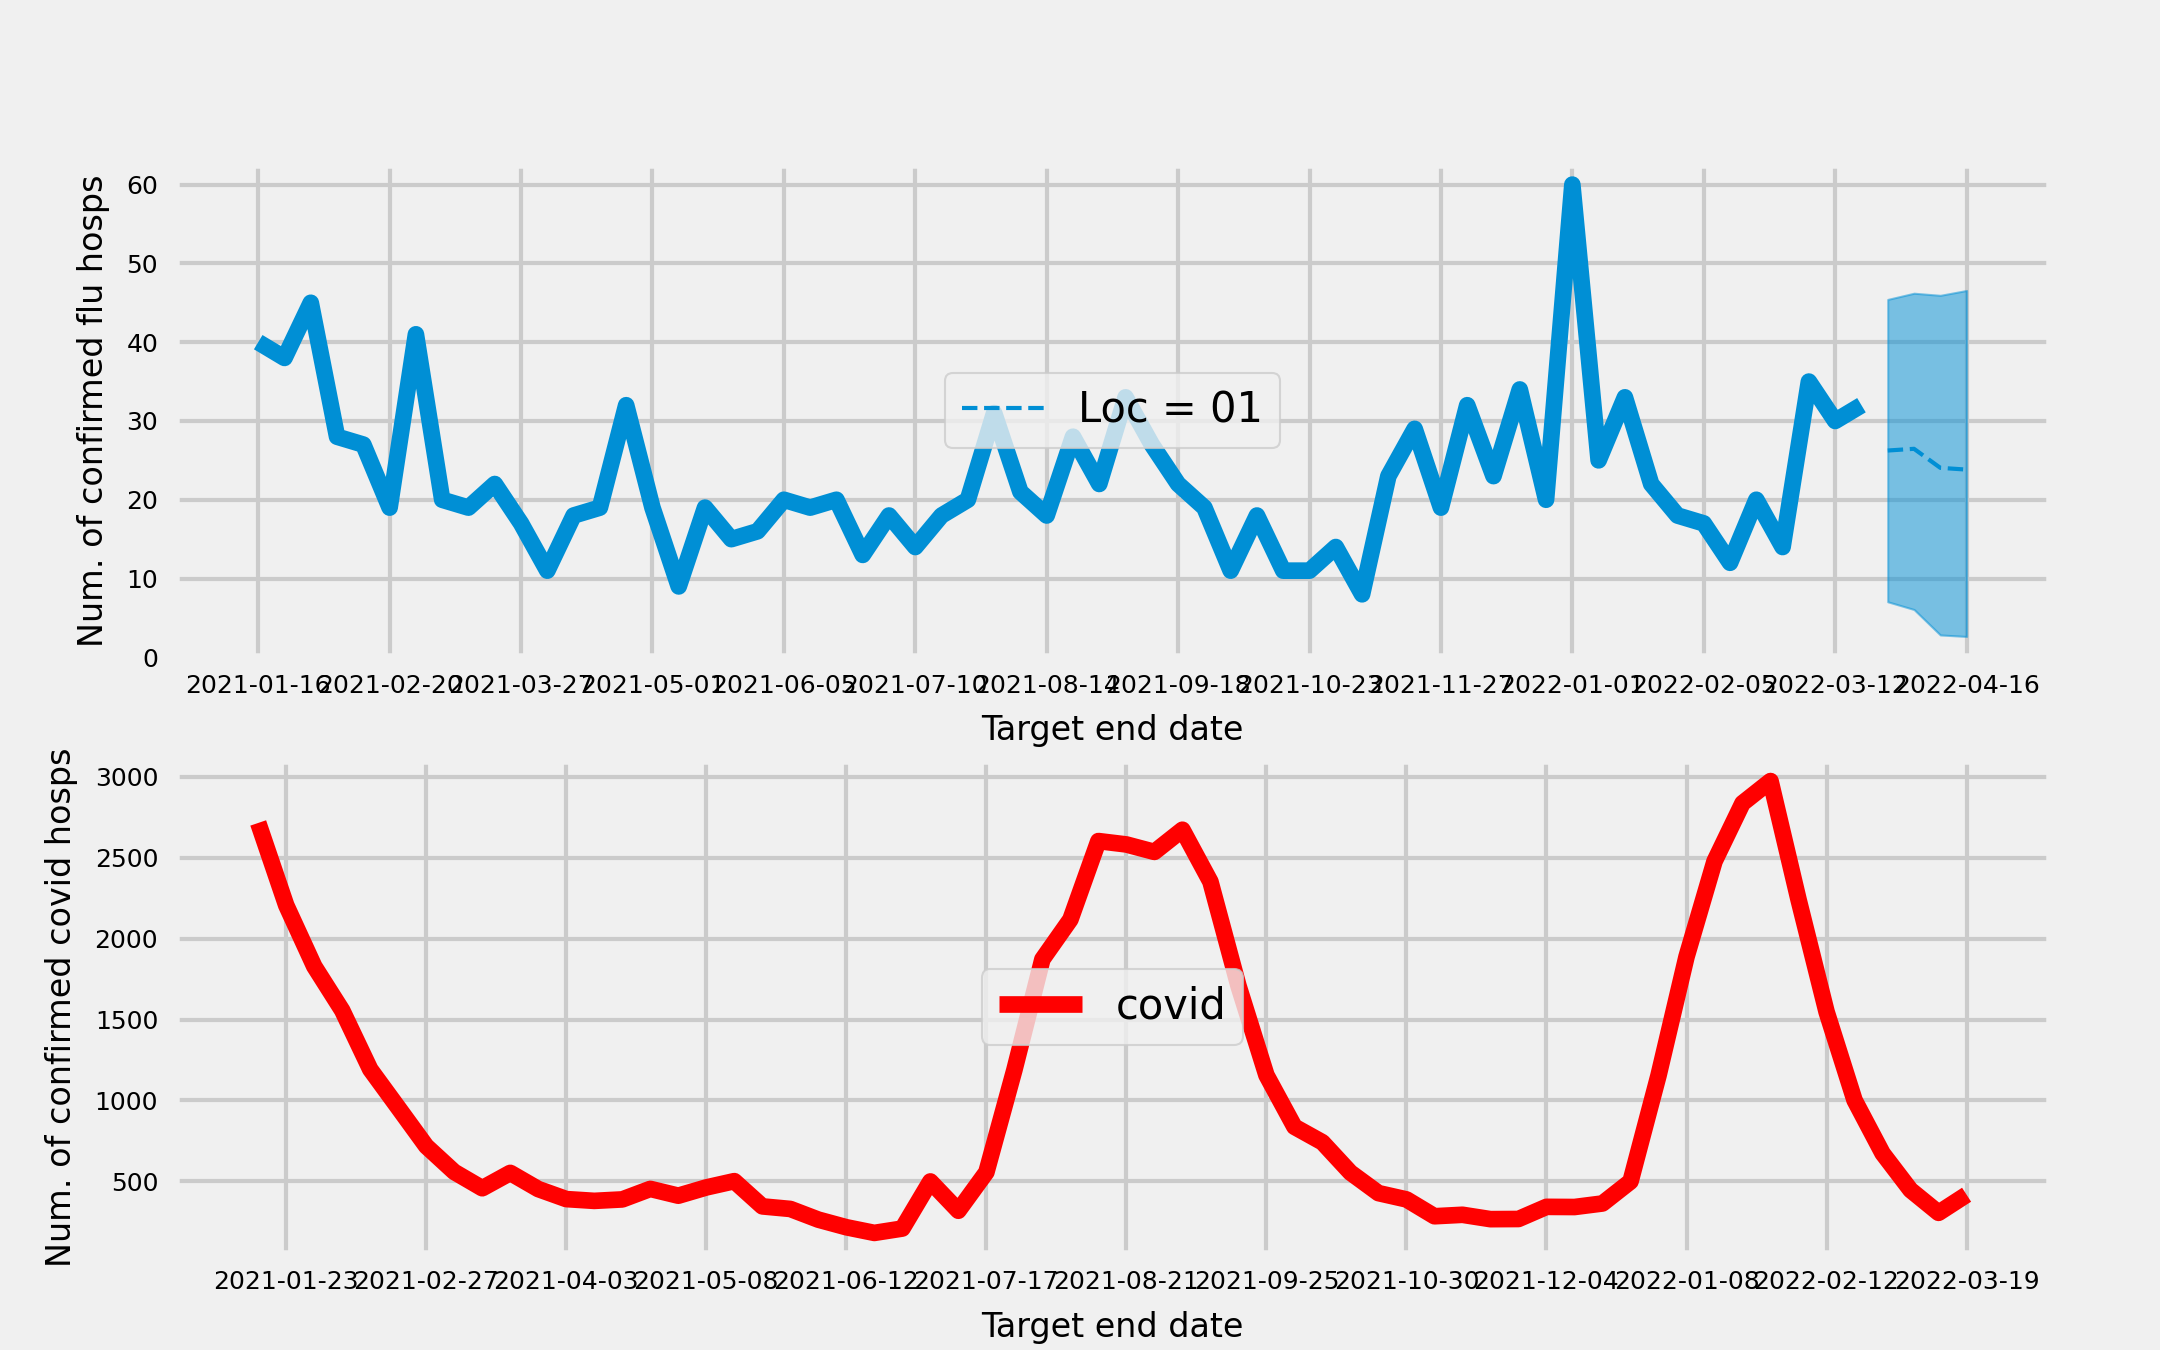 Num. of confirmed flu hosps
60
50
40
30
20
10
0
Loc = 01
2021-01-16 2021-02-20 2021-03-27 2021-05-01 2021-06-05 2021-07-10 2021-08-14 2021-09-18 2021-10-23 2021-11-27 2022-01-01 2022-02-05 2022-03-12 2022-04-16
Target end date
Num. of confirmed covid hosps
3000
2500
2000
1500
1000
500
covid
2021-01-23 2021-02-27 2021-04-03 2021-05-08 2021-06-12 2021-07-17 2021-08-21 2021-09-25 2021-10-30 2021-12-04 2022-01-08 2022-02-12 2022-03-19
Target end date